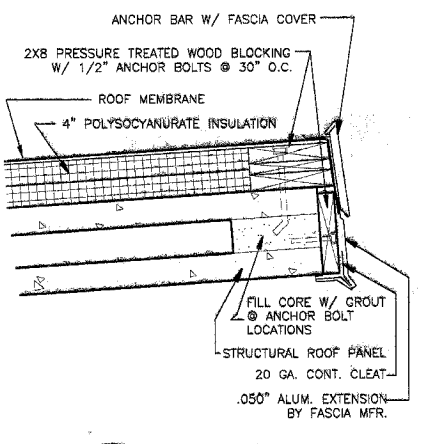 ANCHOR BAR W/ FASCIA COVER
2X8 PRESSURE TREATED WOOD BLOCKING
W/ 1/2" ANCHOR BOLTS @ 30" O.C.
ROOF MEMBRANE
4" POLYSOCYANURATE INSULATION
FILL CORE W/ GROUT
@ ANCHOR BOLT
LOCATIONS
STRUCTURAL ROOF PANEL
20 GA. CONT. CLEAT
.050" ALUM. EXTENSION
BY FASCIA MFR.